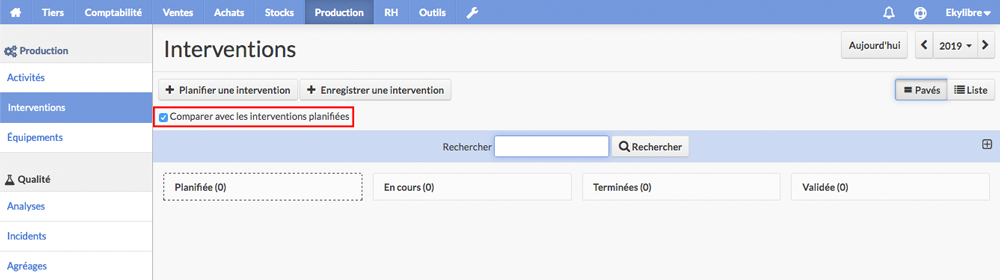 Tiers Comptabilité Ventes Achats Stocks Production RH Outils Ekylibre
Production
Activités
Interventions
Équipements
Qualité
Analyses
Incidents
Agréages
Interventions
Aujourd'hui 2019
Planifier une intervention Enregistrer une intervention Pavés Liste
Comparer avec les interventions planifiées
Rechercher Rechercher
Planifiée (0) En cours (0) Terminées (0) Validée (0)